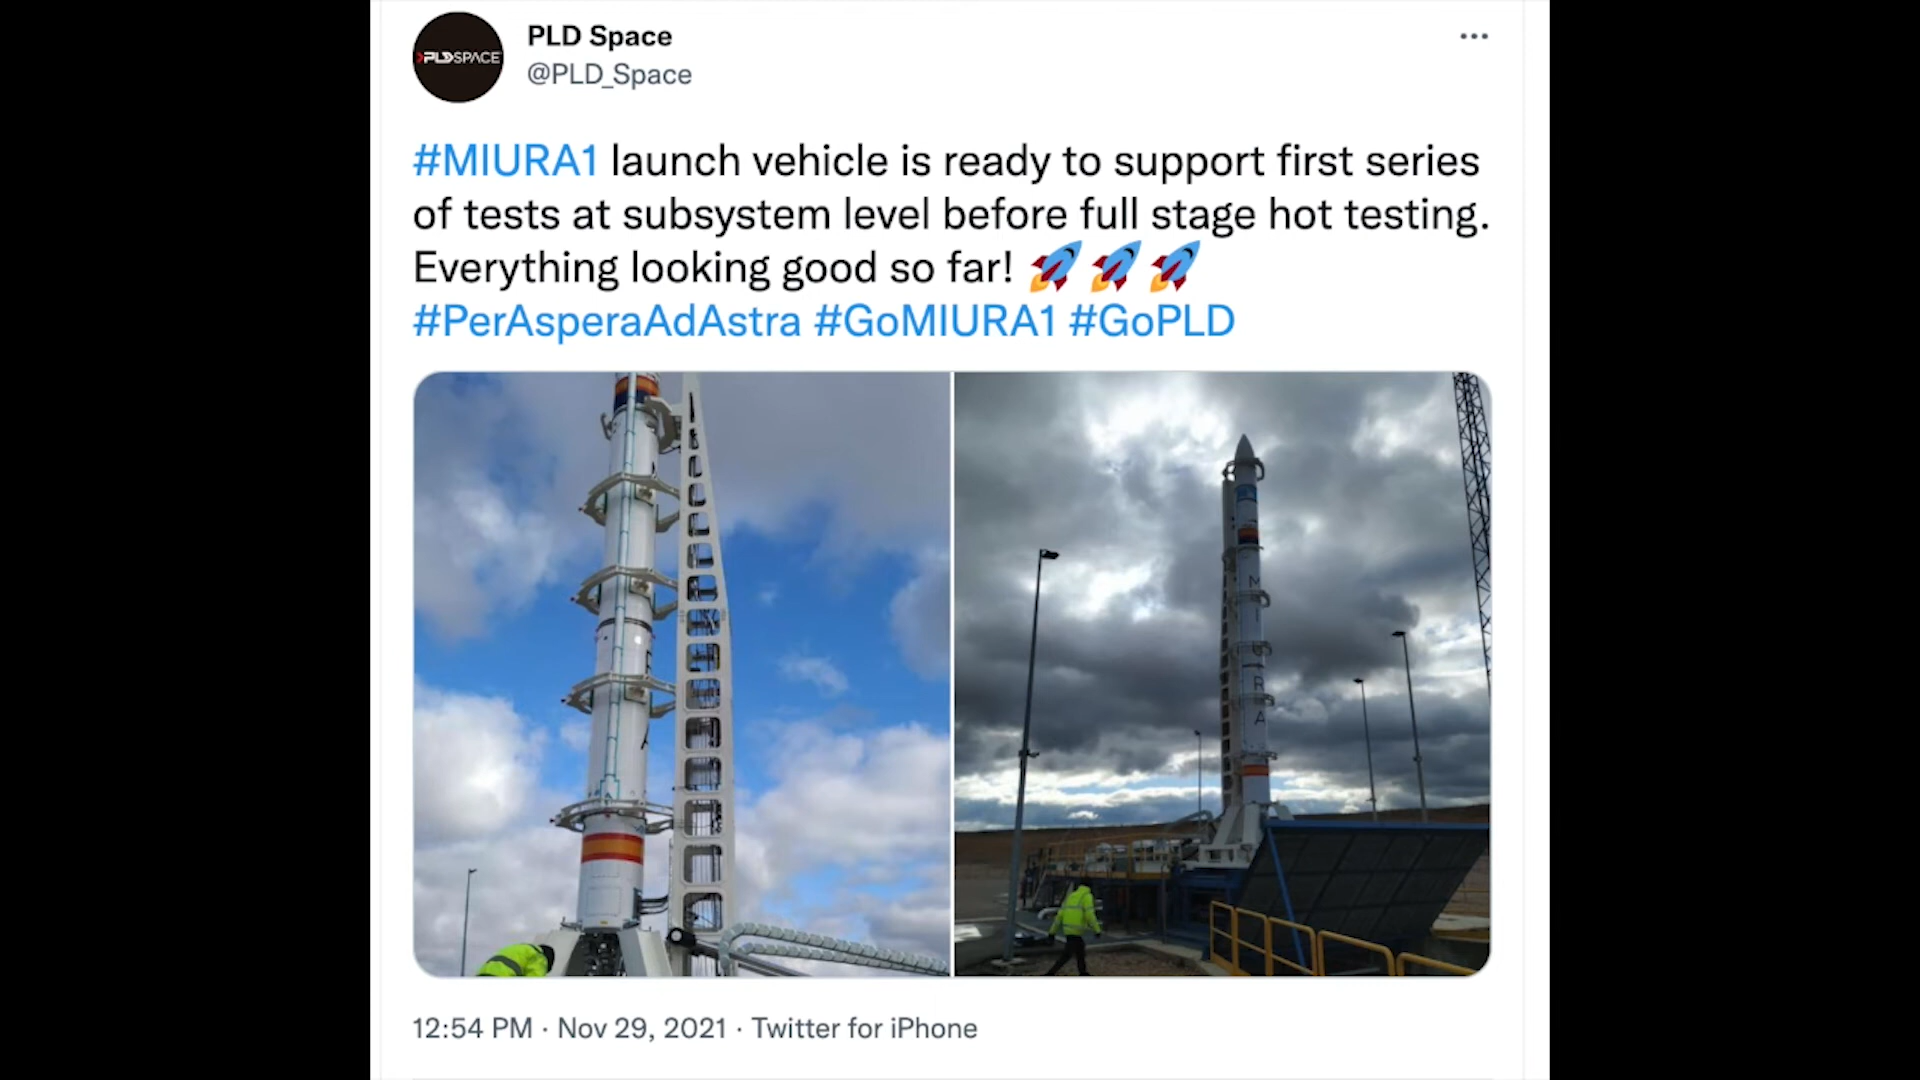 PLDSPACE
PLD Space
@PLD_Space
#MIURA1 launch vehicle is ready to support first series
of tests at subsystem level before full stage hot testing.
Everything looking good so far! 🚀🚀🚀
#PerAsperaAdAstra #GoMIURA1 #GoPLD
MIURA
12:54 PM · Nov 29, 2021 · Twitter for iPhone